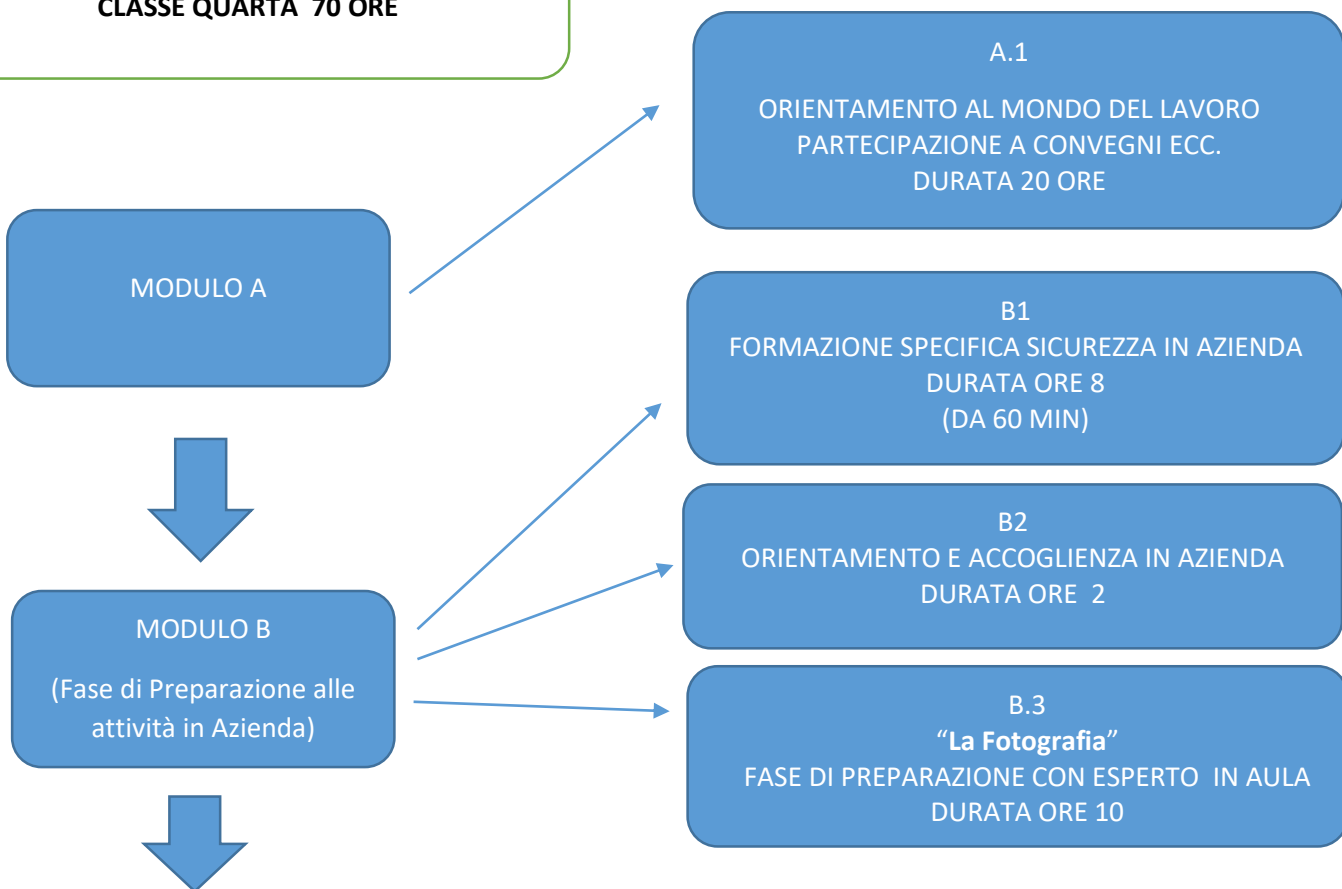 CLASSE QUARTA 70 ORE
A.1
ORIENTAMENTO AL MONDO DEL LAVORO
PARTECIPAZIONE A CONVEGNI ECC.
DURATA 20 ORE
MODULO A
B1
FORMAZIONE SPECIFICA SICUREZZA IN AZIENDA
DURATA ORE 8
(DA 60 MIN)
B2
ORIENTAMENTO E ACCOGLIENZA IN AZIENDA
DURATA ORE 2
MODULO B
(Fase di Preparazione alle
attività in Azienda)
B.3
“La Fotografia”
FASE DI PREPARAZIONE CON ESPERTO IN AULA
DURATA ORE 10